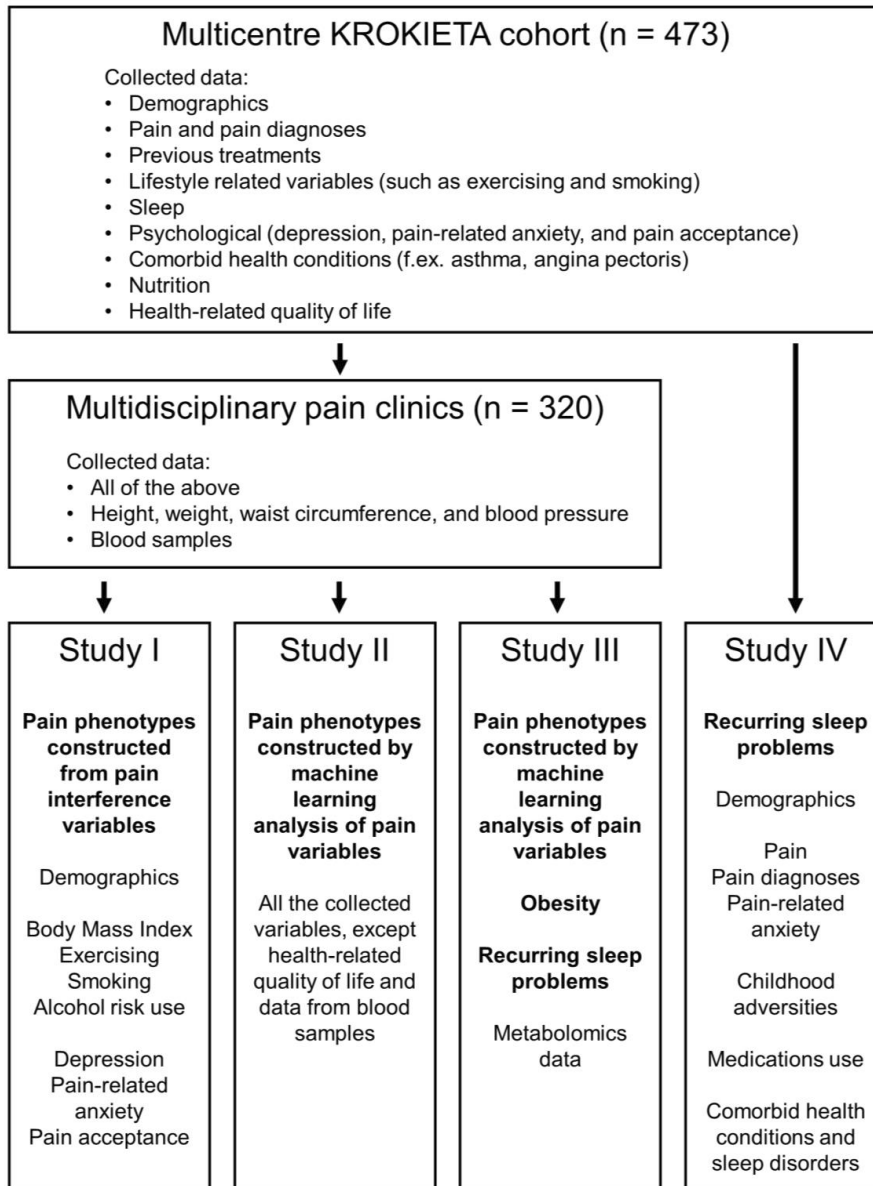 Multicentre KROKIETA cohort (n = 473)
Collected data:
• Demographics
• Pain and pain diagnoses
• Previous treatments
• Lifestyle related variables (such as exercising and smoking)
• Sleep
• Psychological (depression, pain-related anxiety, and pain acceptance)
• Comorbid health conditions (f.ex. asthma, angina pectoris)
• Nutrition
• Health-related quality of life
Multidisciplinary pain clinics (n = 320)
Collected data:
• All of the above
• Height, weight, waist circumference, and blood pressure
• Blood samples
Study I
Pain phenotypes
constructed
from pain
interference
variables
Demographics
Body Mass Index
Exercising
Smoking
Alcohol risk use
Depression
Pain-related
anxiety
Pain acceptance
Study II
Pain phenotypes
constructed by
machine
learning
analysis of pain
variables
All the collected
variables, except
health-related
quality of life and
data from blood
samples
Study III
Pain phenotypes
constructed by
machine
learning
analysis of pain
variables
Obesity
Recurring sleep
problems
Metabolomics
data
Study IV
Recurring sleep
problems
Demographics
Pain
Pain diagnoses
Pain-related
anxiety
Childhood
adversities
Medications use
Comorbid health
conditions and
sleep disorders